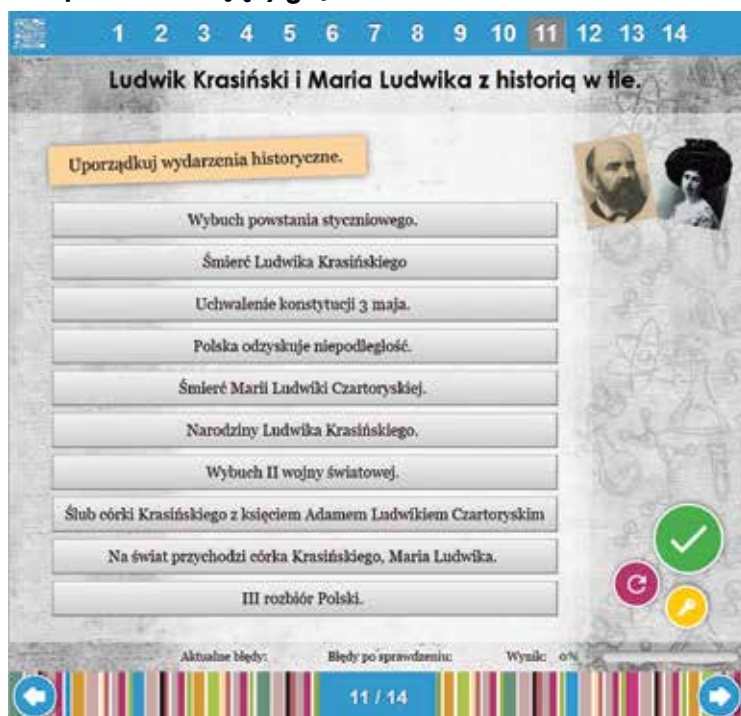 1 2 3 4 5 6 7 8 9 10 11 12 13 14
Ludwik Krasiński i Maria Ludwika z historią w tle.
Uporządkuj wydarzenia historyczne.
Wybuch powstania styczniowego.
Śmierć Ludwika Krasińskiego
Uchwalenie konstytucji 3 maja.
Polska odzyskuje niepodległość.
Śmierć Marii Ludwiki Czartoryskiej.
Narodziny Ludwika Krasińskiego.
Wybuch II wojny światowej.
Ślub córki Krasińskiego z księciem Adamem Ludwikiem Czartoryskim
Na świat przychodzi córka Krasińskiego, Maria Ludwika.
III rozbiór Polski.
Aktualne błędy: Błędy po sprawdzeniu: Wynik: 0%
11 / 14